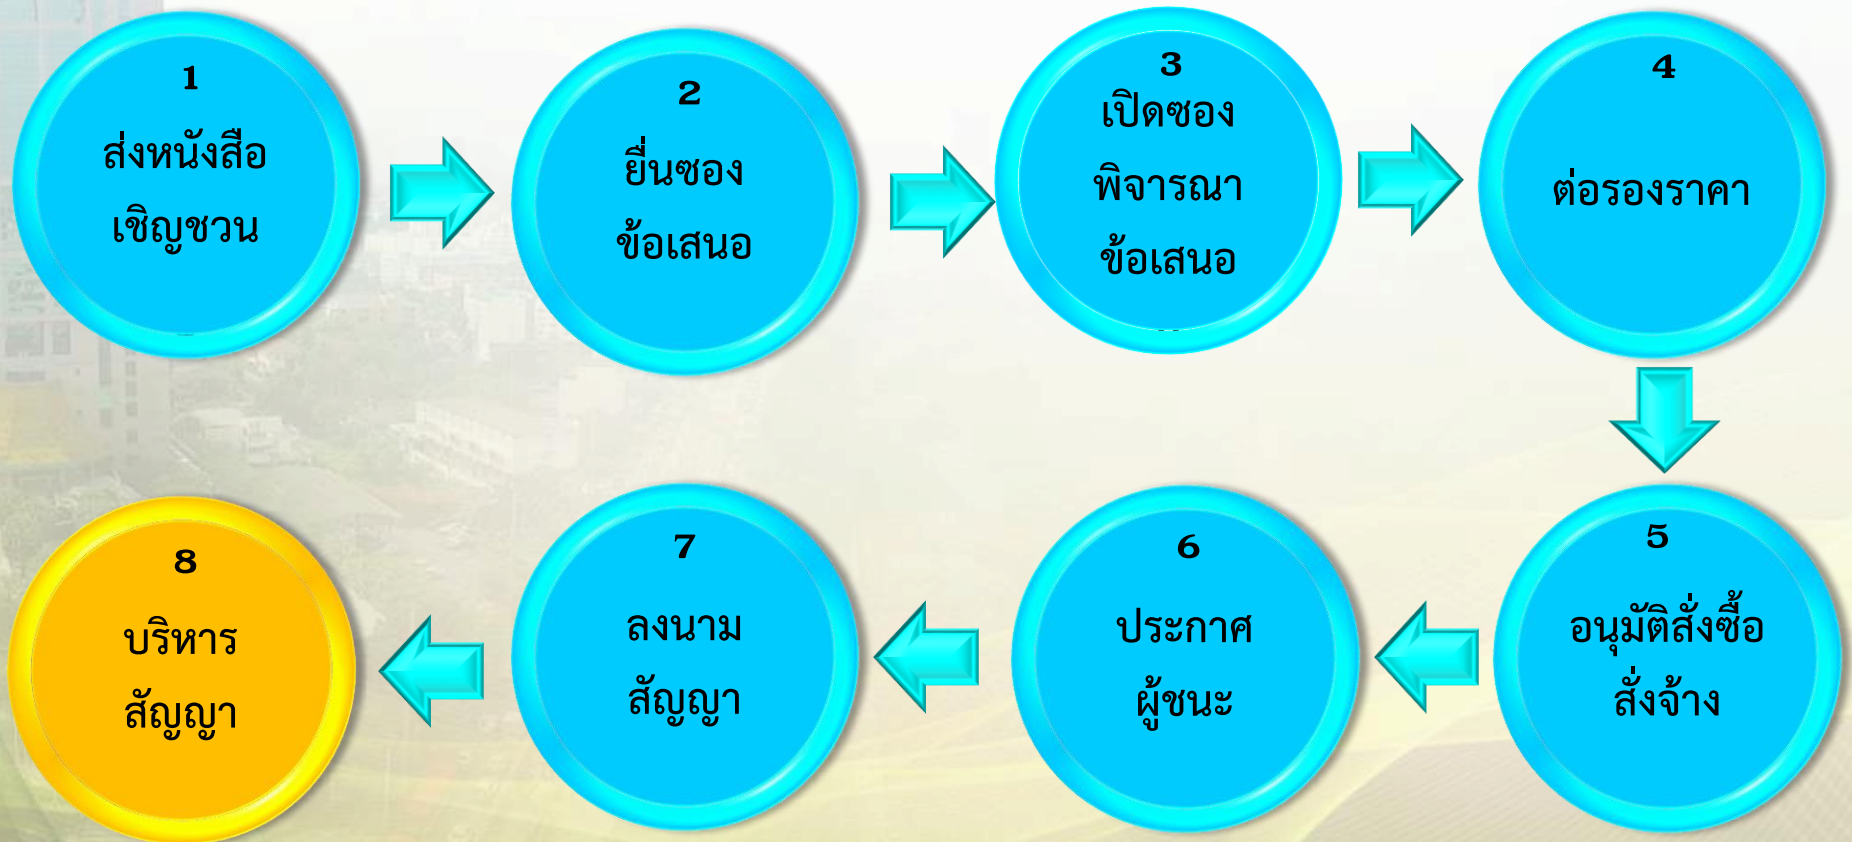 1
ส่งหนังสือ
เชิญชวน
2
ยื่นซอง
ข้อเสนอ
3
เปิดซอง
พิจารณา
ข้อเสนอ
4
ต่อรองราคา
5
อนุมัติสั่งซื้อ
สั่งจ้าง
6
ประกาศ
ผู้ชนะ
7
ลงนาม
สัญญา
8
บริหาร
สัญญา